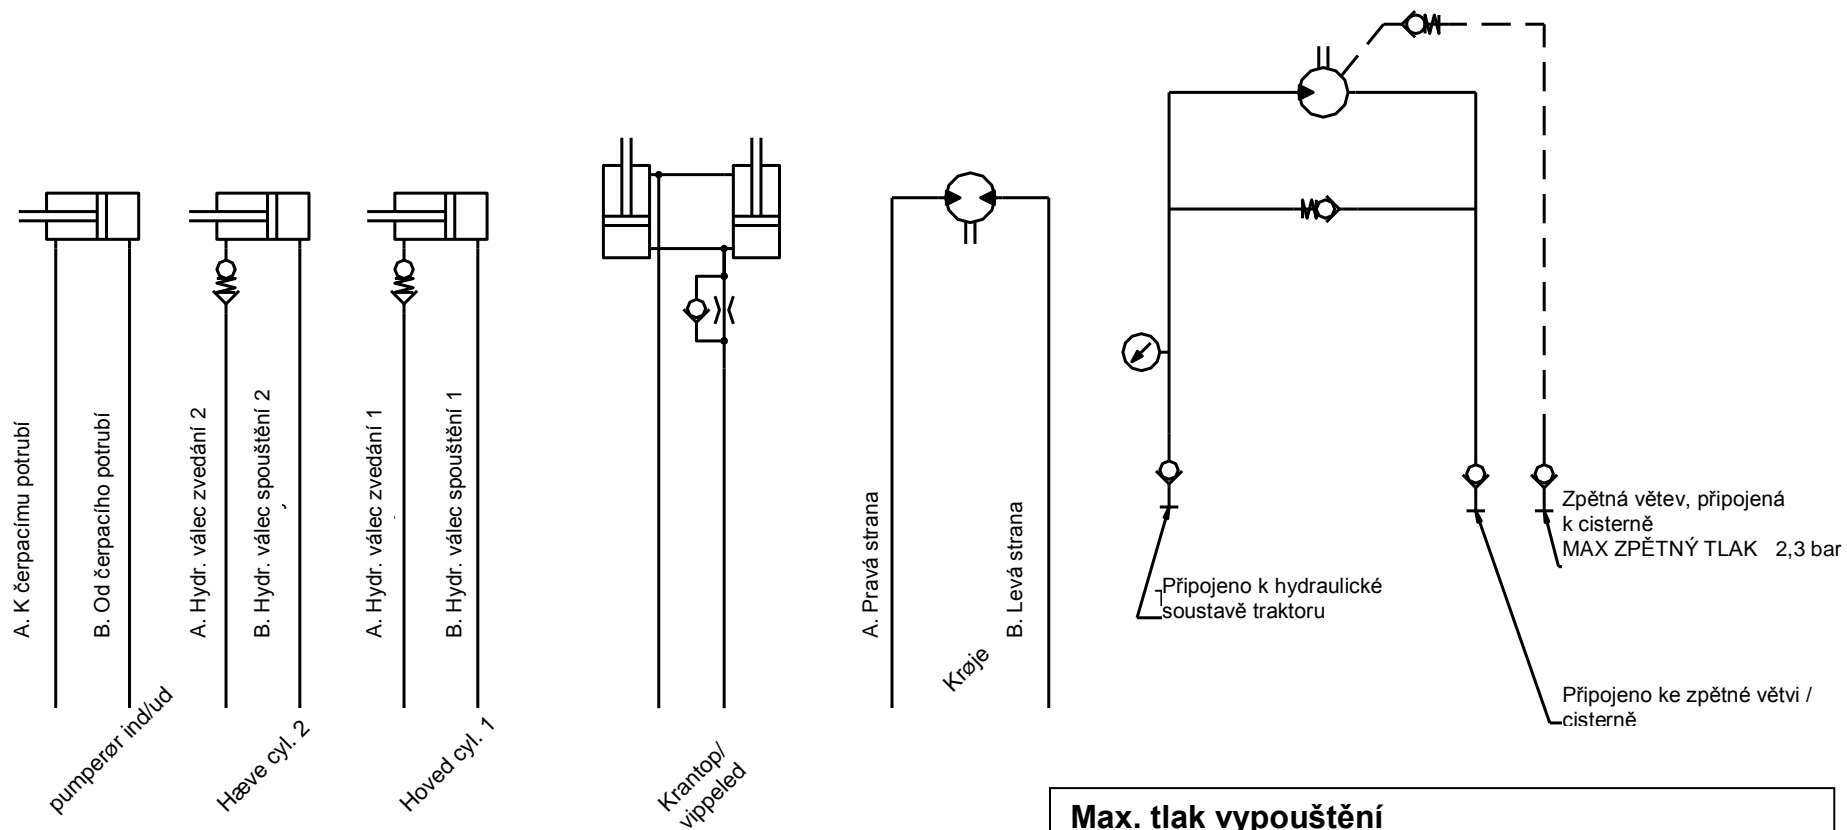 A. K čerpacímu potrubí
B. Od čerpacího potrubí
A. Hydr. válec zvedání 2
B. Hydr. válec spouštění 2
A. Hydr. válec zvedání 1
B. Hydr. válec spouštění 1
A. Pravá strana
B. Levá strana
pumperør ind/ud
Hæve cyl. 2
Hoved cyl. 1
Krantop/
vippeled
Krøje
Připojeno k hydraulické
soustavě traktoru
Zpětná větev, připojená
k cisterně
MAX ZPĚTNÝ TLAK 2,3 bar
Připojeno ke zpětné větvi /
cisterně
Max. tlak vypouštění